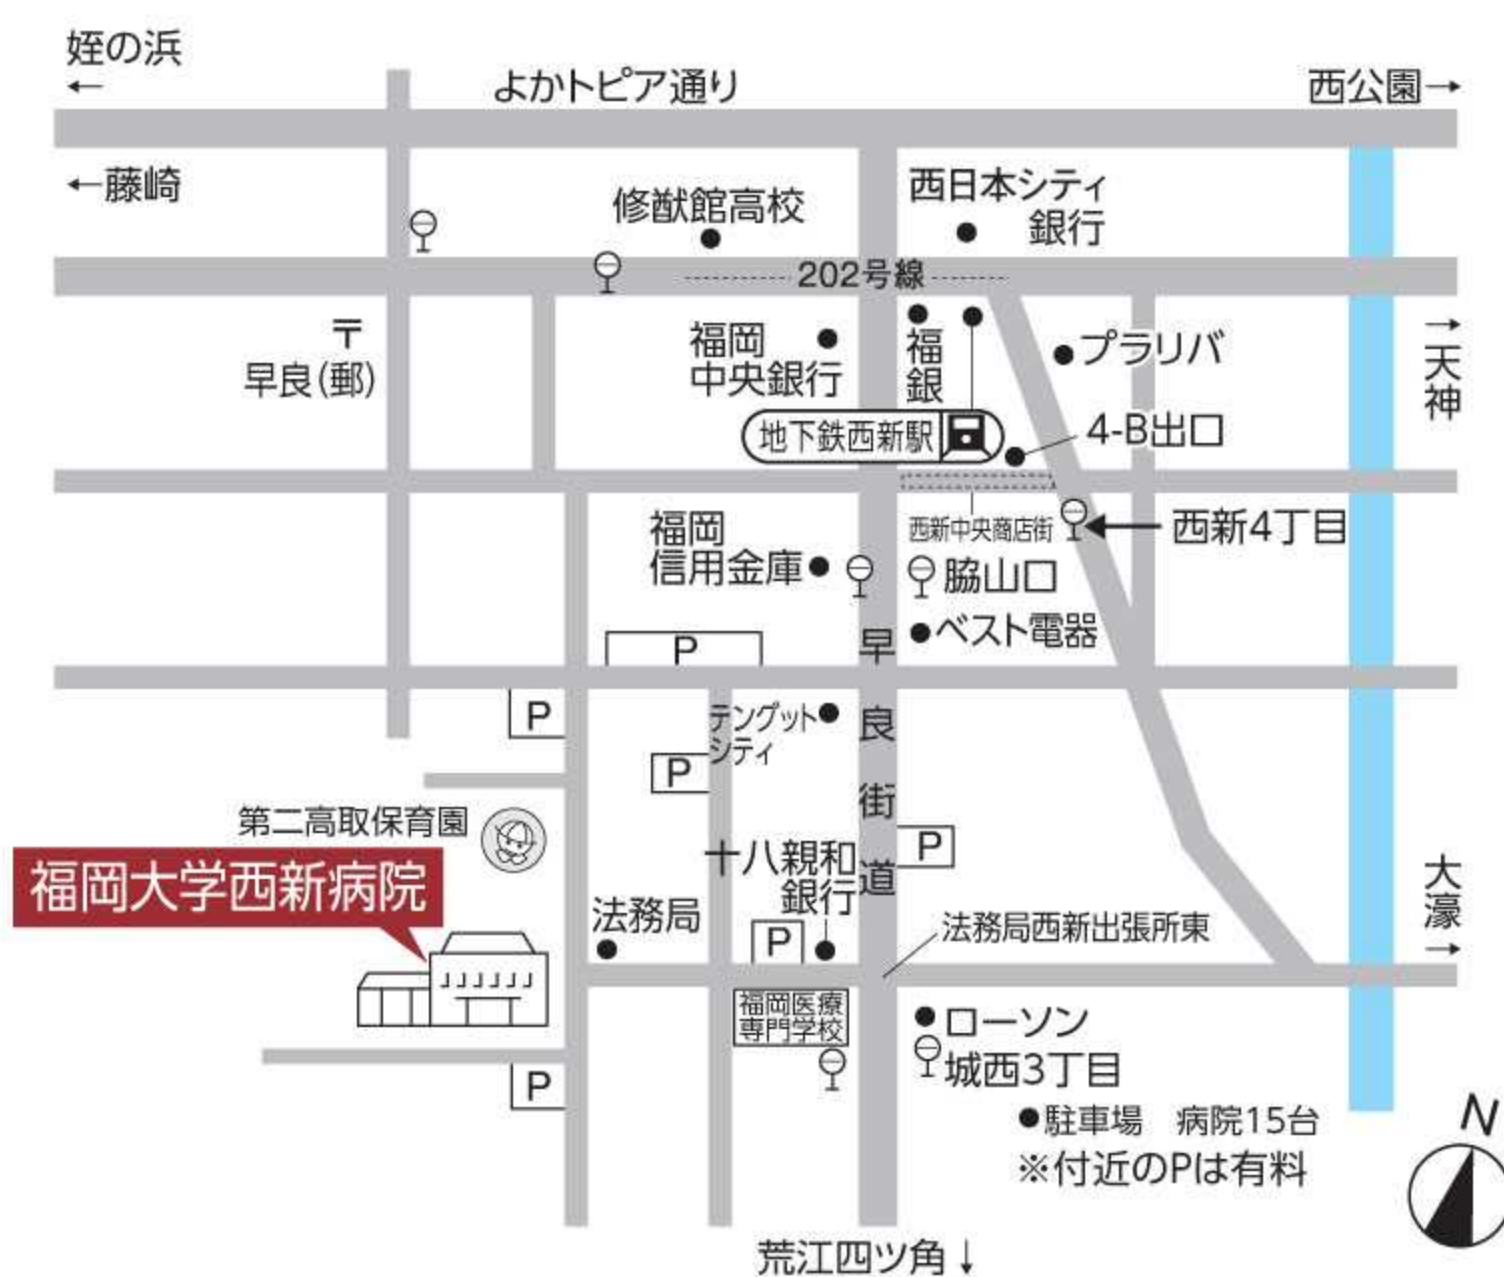 姪の浜
←
よかトピア通り
西公園→
←藤崎
修猷館高校
西日本シティ
銀行
202号線
〒
早良(郵)
福岡
中央銀行
福銀
プラリバ
→
天神
地下鉄西新駅
4-B出口
福岡
信用金庫
西新中央商店街
西新4丁目
脇山口
ベスト電器
P
早良街道
P
テングット
シティ
P
第二高取保育園
十八親和
銀行
P
福岡大学西新病院
法務局
P
法務局西新出張所東
大濠
→
福岡医療
専門学校
ローソン
城西3丁目
P
●駐車場 病院15台
※付近のPは有料
N
荒江四ツ角↓